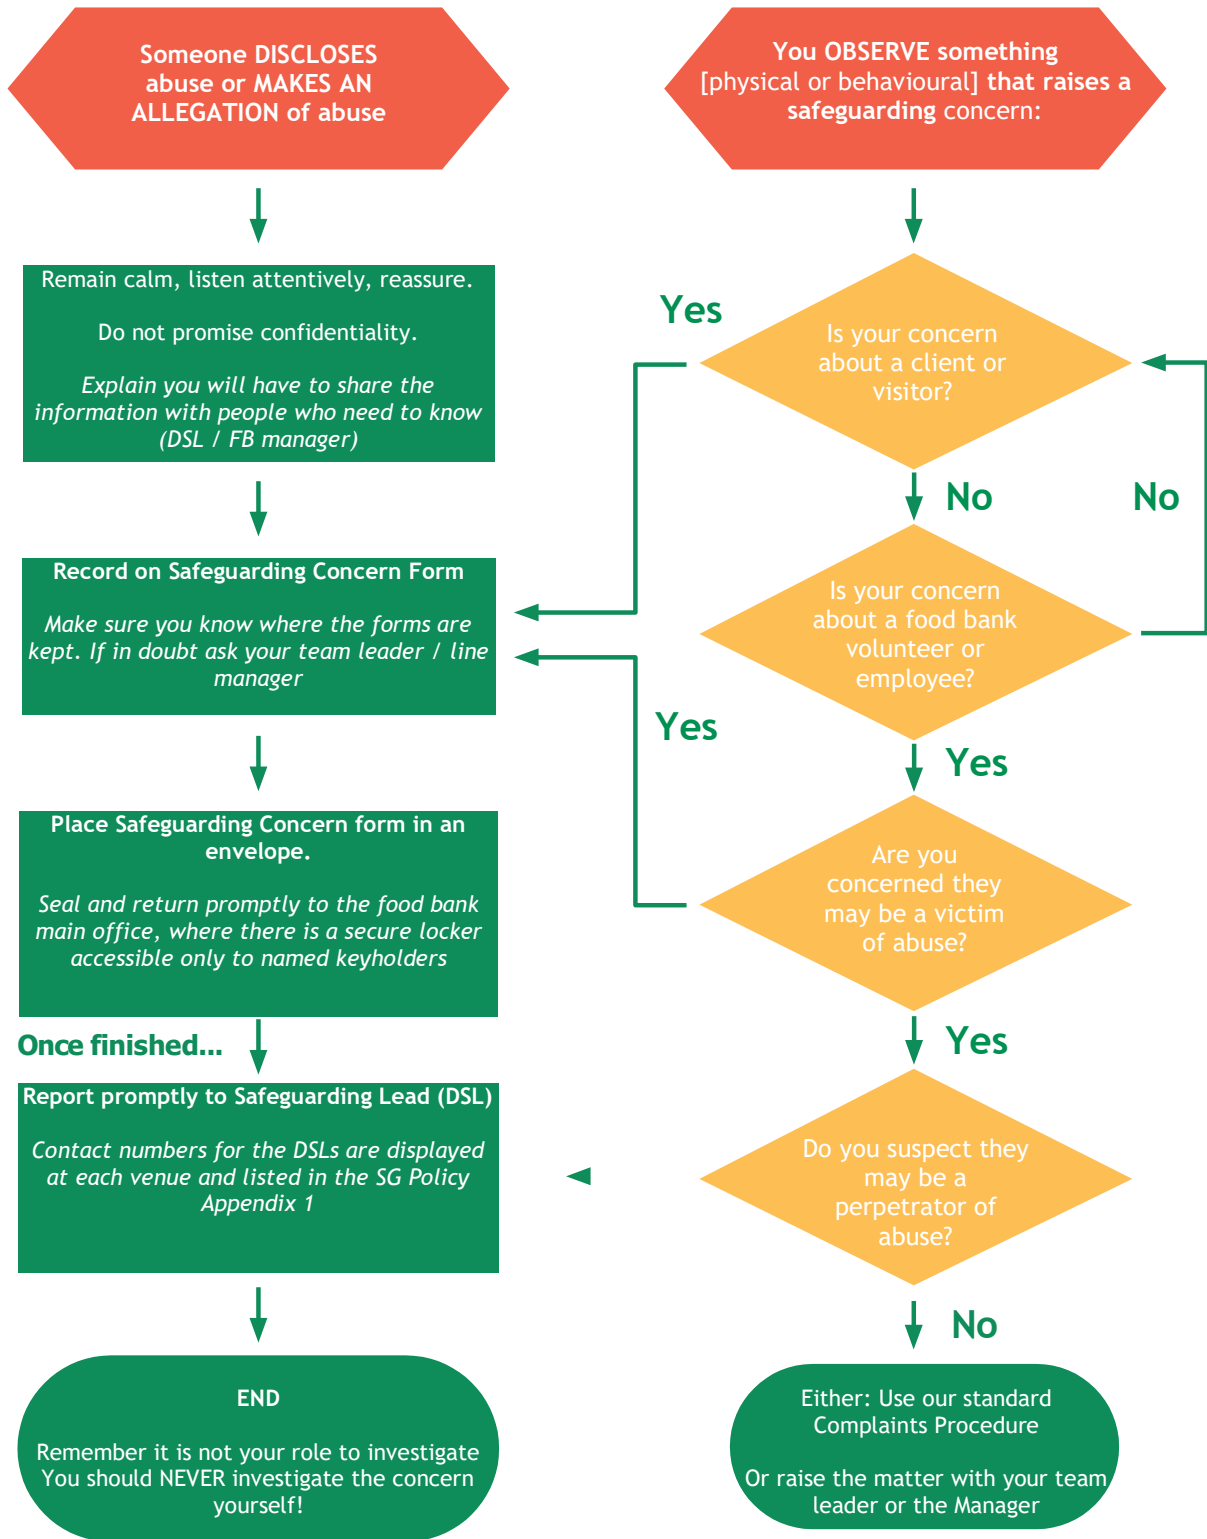 Someone DISCLOSES
abuse or MAKES AN
ALLEGATION of abuse
Remain calm, listen attentively, reassure.
Do not promise confidentiality.
Explain you will have to share the
information with people who need to know
(DSL / FB manager)
Record on Safeguarding Concern Form
Make sure you know where the forms are
kept. If in doubt ask your team leader / line
manager
Place Safeguarding Concern form in an
envelope.
Seal and return promptly to the food bank
main office, where there is a secure locker
accessible only to named keyholders
Once finished...
Report promptly to Safeguarding Lead (DSL)
Contact numbers for the DSLs are displayed
at each venue and listed in the SG Policy
Appendix 1
END
Remember it is not your role to investigate
You should NEVER investigate the concern
yourself!
You OBSERVE something
[physical or behavioural] that raises a
safeguarding concern:
Yes
Is your concern
about a client or
visitor?
No
No
Is your concern
about a food bank
volunteer or
employee?
Yes
Yes
Are you
concerned they
may be a victim
of abuse?
Yes
Do you suspect they
may be a
perpetrator of
abuse?
No
Either: Use our standard
Complaints Procedure
Or raise the matter with your team
leader or the Manager